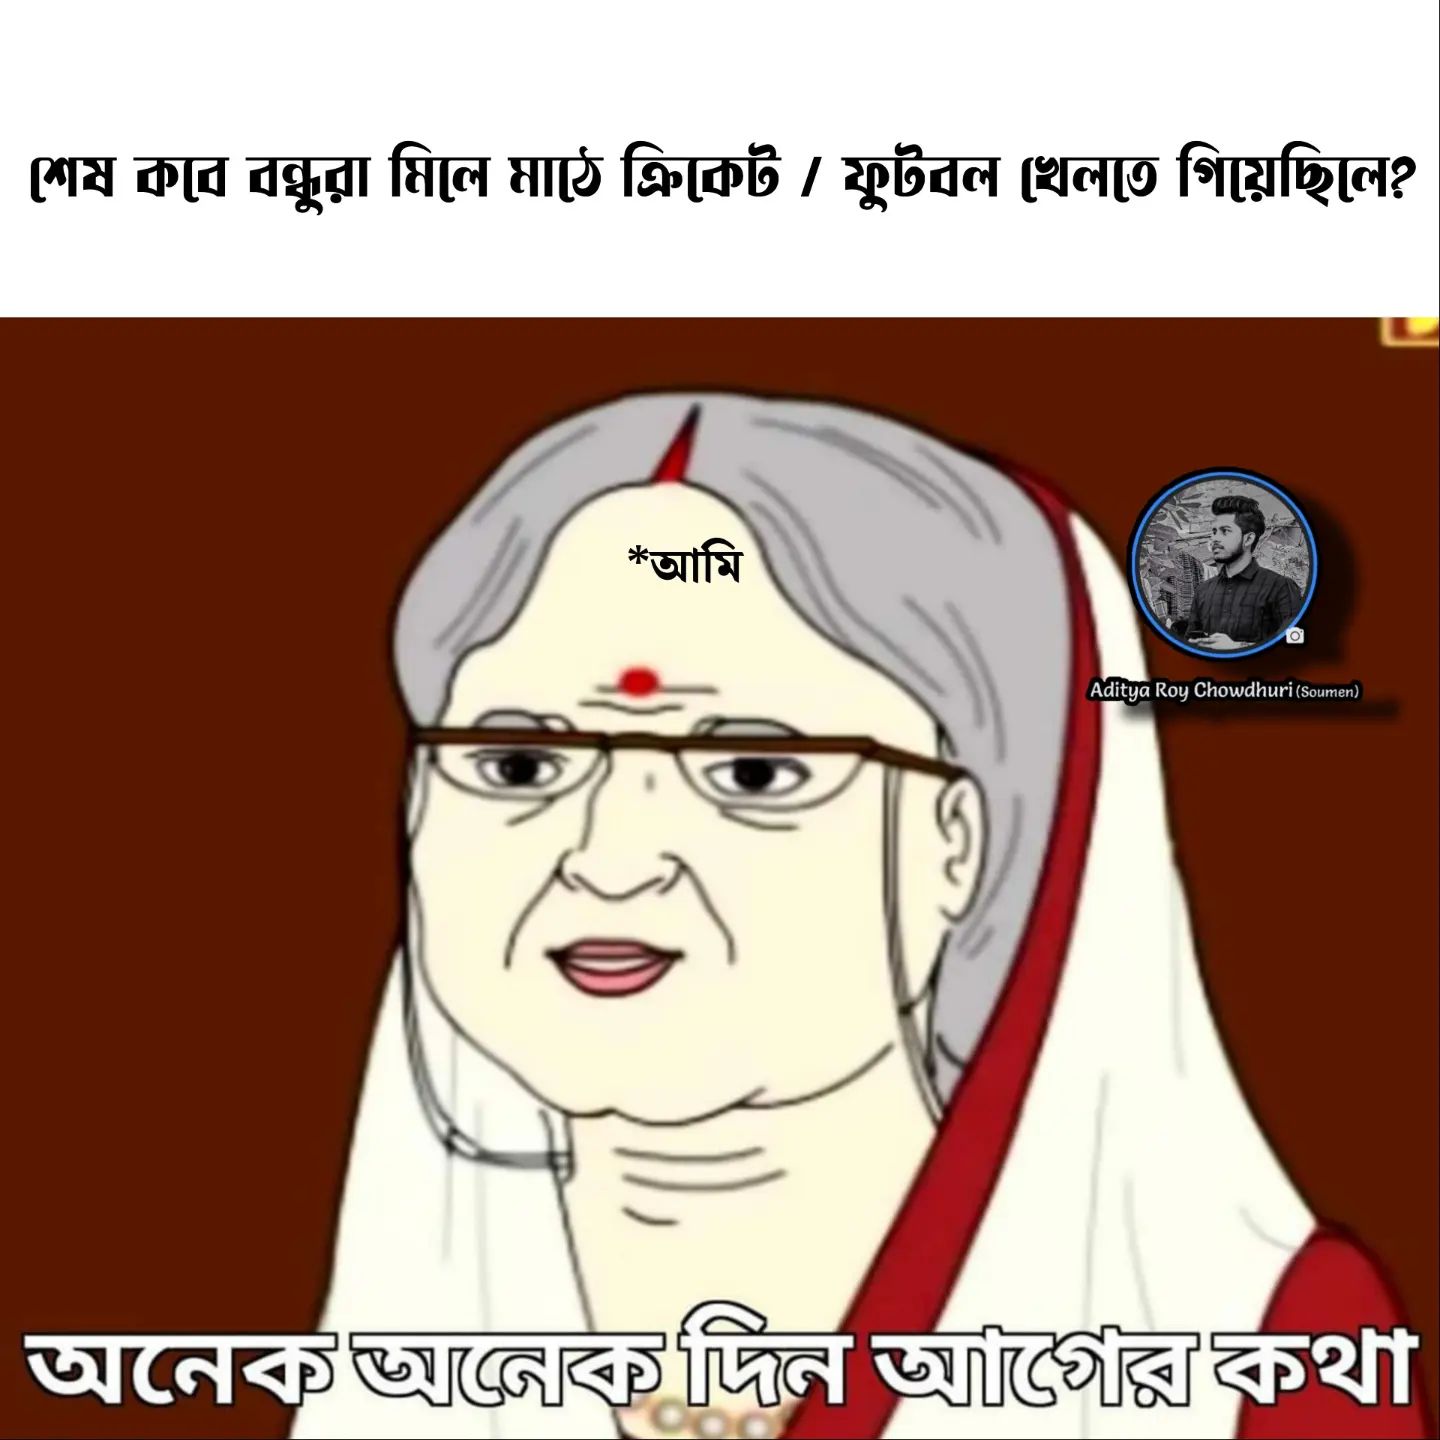 শেষ কবে বন্ধুরা মিলে মাঠে ক্রিকেট / ফুটবল খেলতে গিয়েছিলে?
*আমি
Aditya Roy Chowdhuri (Soumen)
অনেক অনেক দিন আগের কথা